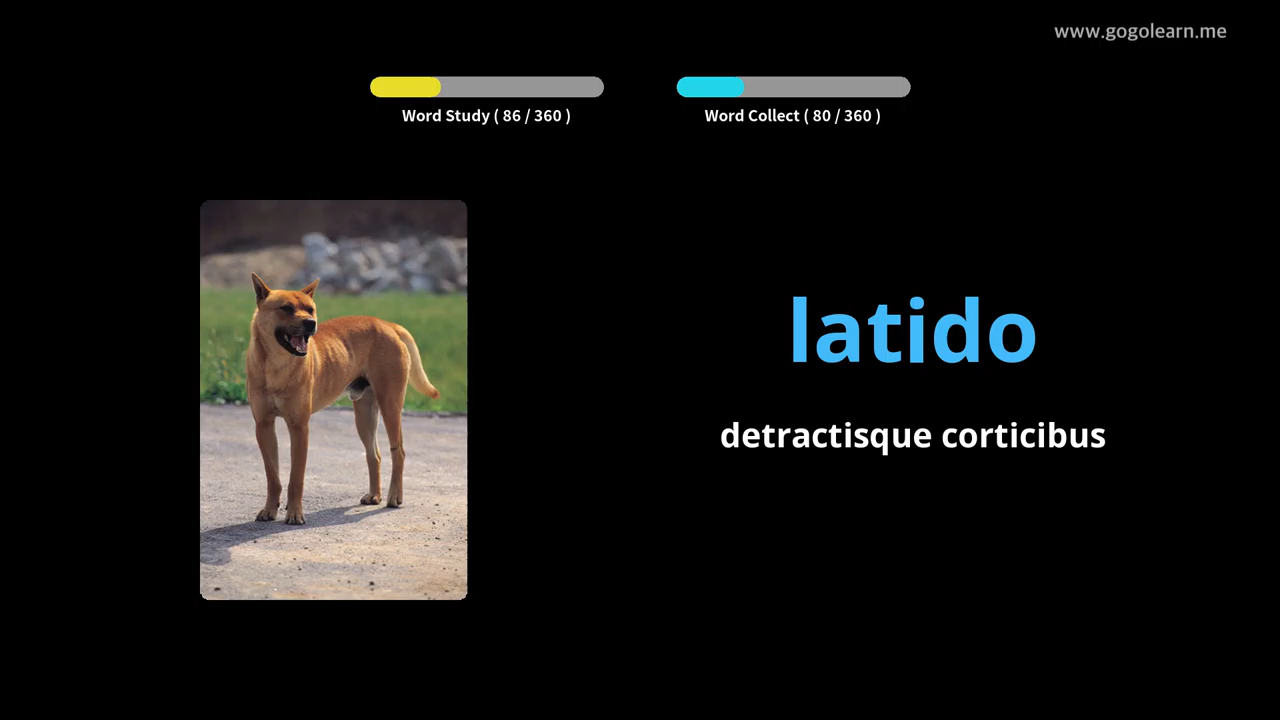 www.gogolearn.me
Word Study ( 86 / 360 )
Word Collect ( 80 / 360 )
latido
detractisque corticibus